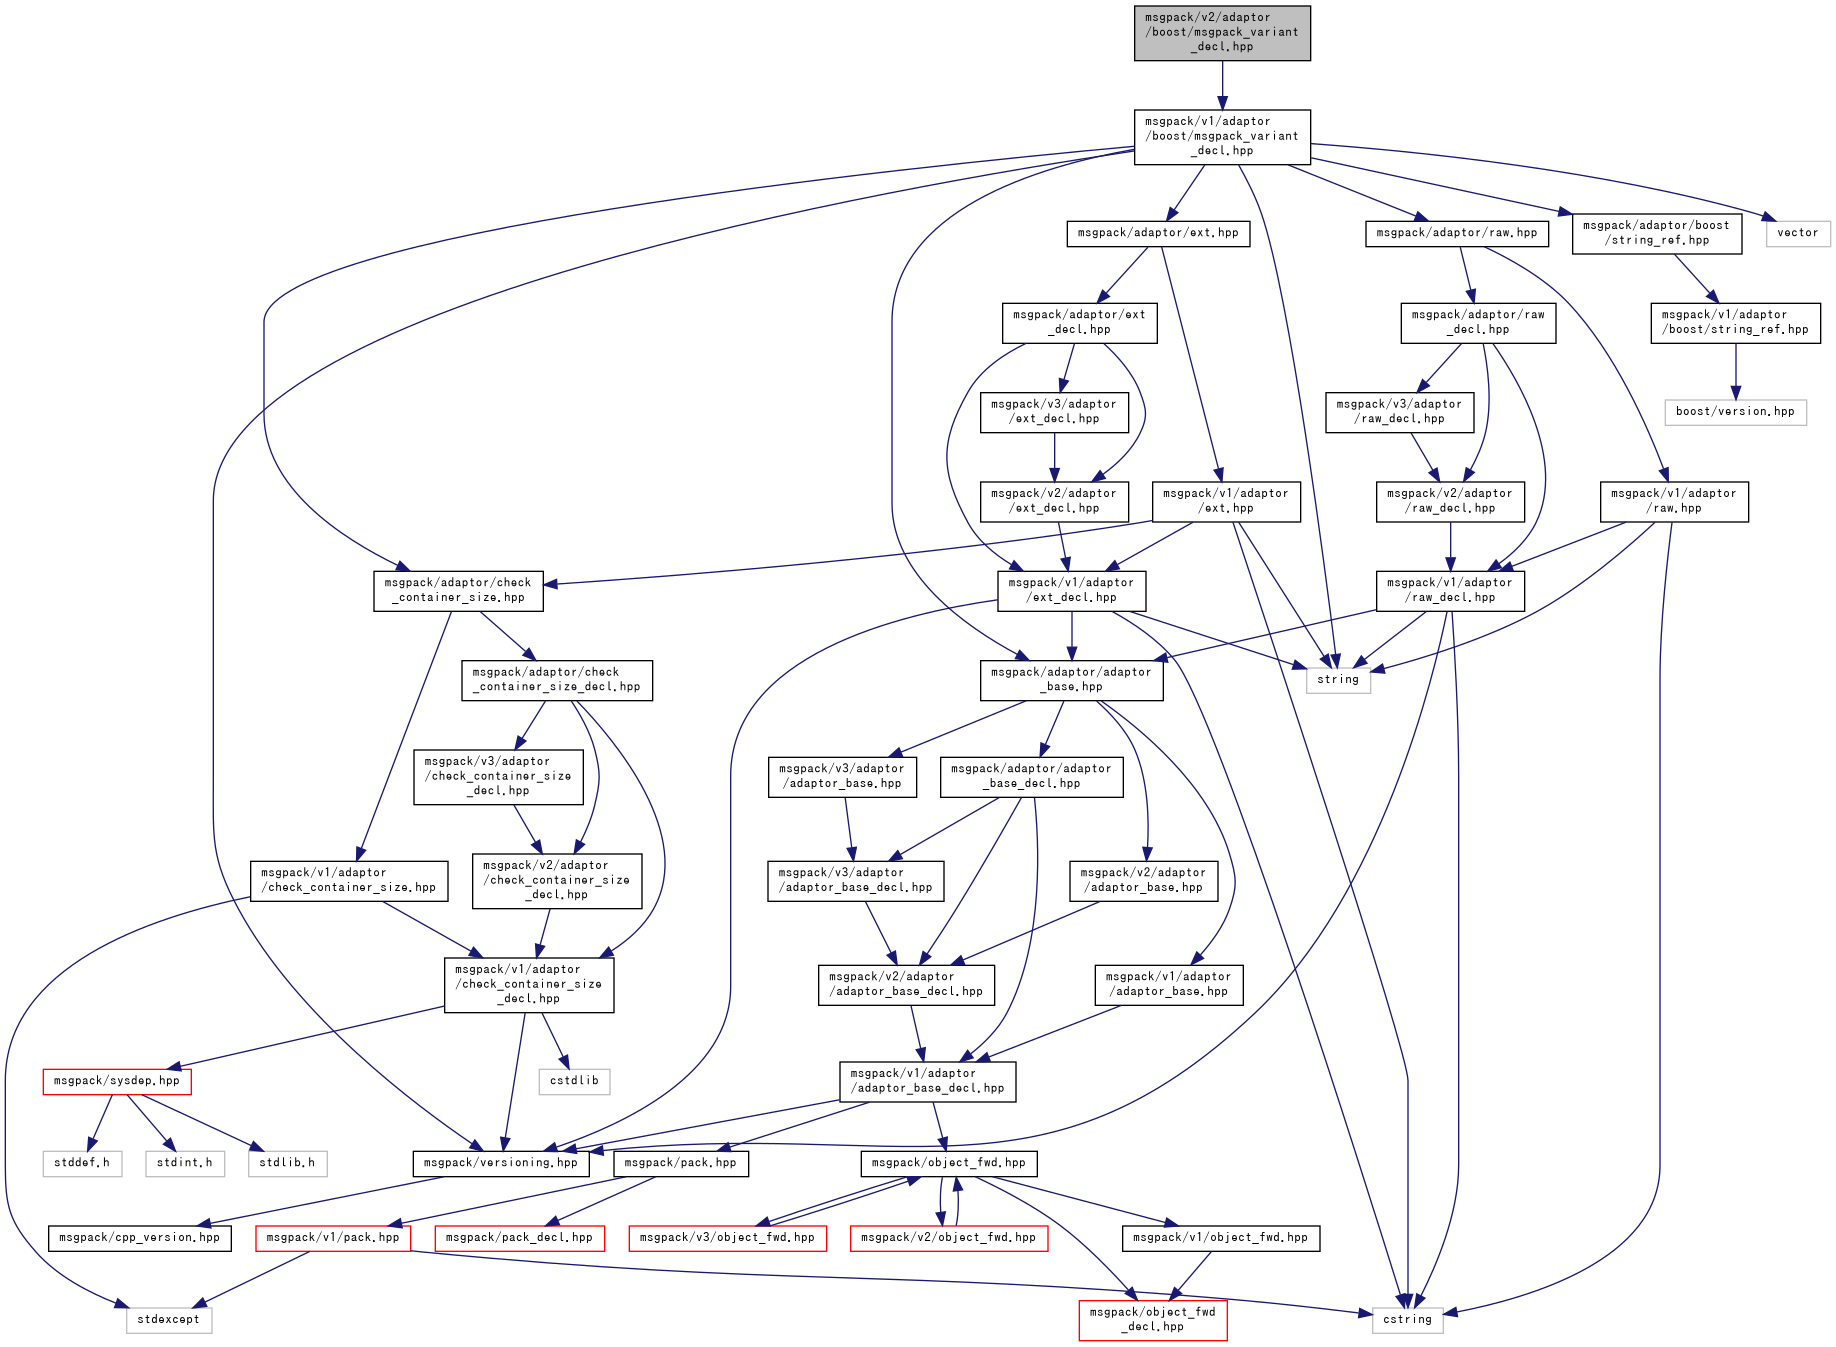 msgpack/v2/adaptor
/boost/msgpack_variant
_decl.hpp
msgpack/v1/adaptor
/boost/msgpack_variant
_decl.hpp
msgpack/adaptor/ext.hpp
msgpack/adaptor/raw.hpp
msgpack/adaptor/boost
/string_ref.hpp
vector
msgpack/adaptor/ext
_decl.hpp
msgpack/adaptor/raw
_decl.hpp
msgpack/v1/adaptor
/boost/string_ref.hpp
msgpack/v3/adaptor
/ext_decl.hpp
msgpack/v3/adaptor
/raw_decl.hpp
boost/version.hpp
msgpack/v2/adaptor
/ext_decl.hpp
msgpack/v1/adaptor
/ext.hpp
msgpack/v2/adaptor
/raw_decl.hpp
msgpack/v1/adaptor
/raw.hpp
msgpack/adaptor/check
_container_size.hpp
msgpack/v1/adaptor
/ext_decl.hpp
msgpack/v1/adaptor
/raw_decl.hpp
msgpack/adaptor/check
_container_size_decl.hpp
msgpack/adaptor/adaptor
_base.hpp
string
msgpack/v3/adaptor
/check_container_size
_decl.hpp
msgpack/v3/adaptor
/adaptor_base.hpp
msgpack/adaptor/adaptor
_base_decl.hpp
msgpack/v1/adaptor
/check_container_size.hpp
msgpack/v2/adaptor
/check_container_size
_decl.hpp
msgpack/v3/adaptor
/adaptor_base_decl.hpp
msgpack/v2/adaptor
/adaptor_base.hpp
msgpack/v1/adaptor
/check_container_size
_decl.hpp
msgpack/v2/adaptor
/adaptor_base_decl.hpp
msgpack/v1/adaptor
/adaptor_base.hpp
msgpack/sysdep.hpp
cstdlib
msgpack/v1/adaptor
/adaptor_base_decl.hpp
stddef.h
stdint.h
stdlib.h
msgpack/versioning.hpp
msgpack/pack.hpp
msgpack/object_fwd.hpp
msgpack/cpp_version.hpp
msgpack/v1/pack.hpp
msgpack/pack_decl.hpp
msgpack/v3/object_fwd.hpp
msgpack/v2/object_fwd.hpp
msgpack/v1/object_fwd.hpp
stdexcept
msgpack/object_fwd
_decl.hpp
cstring